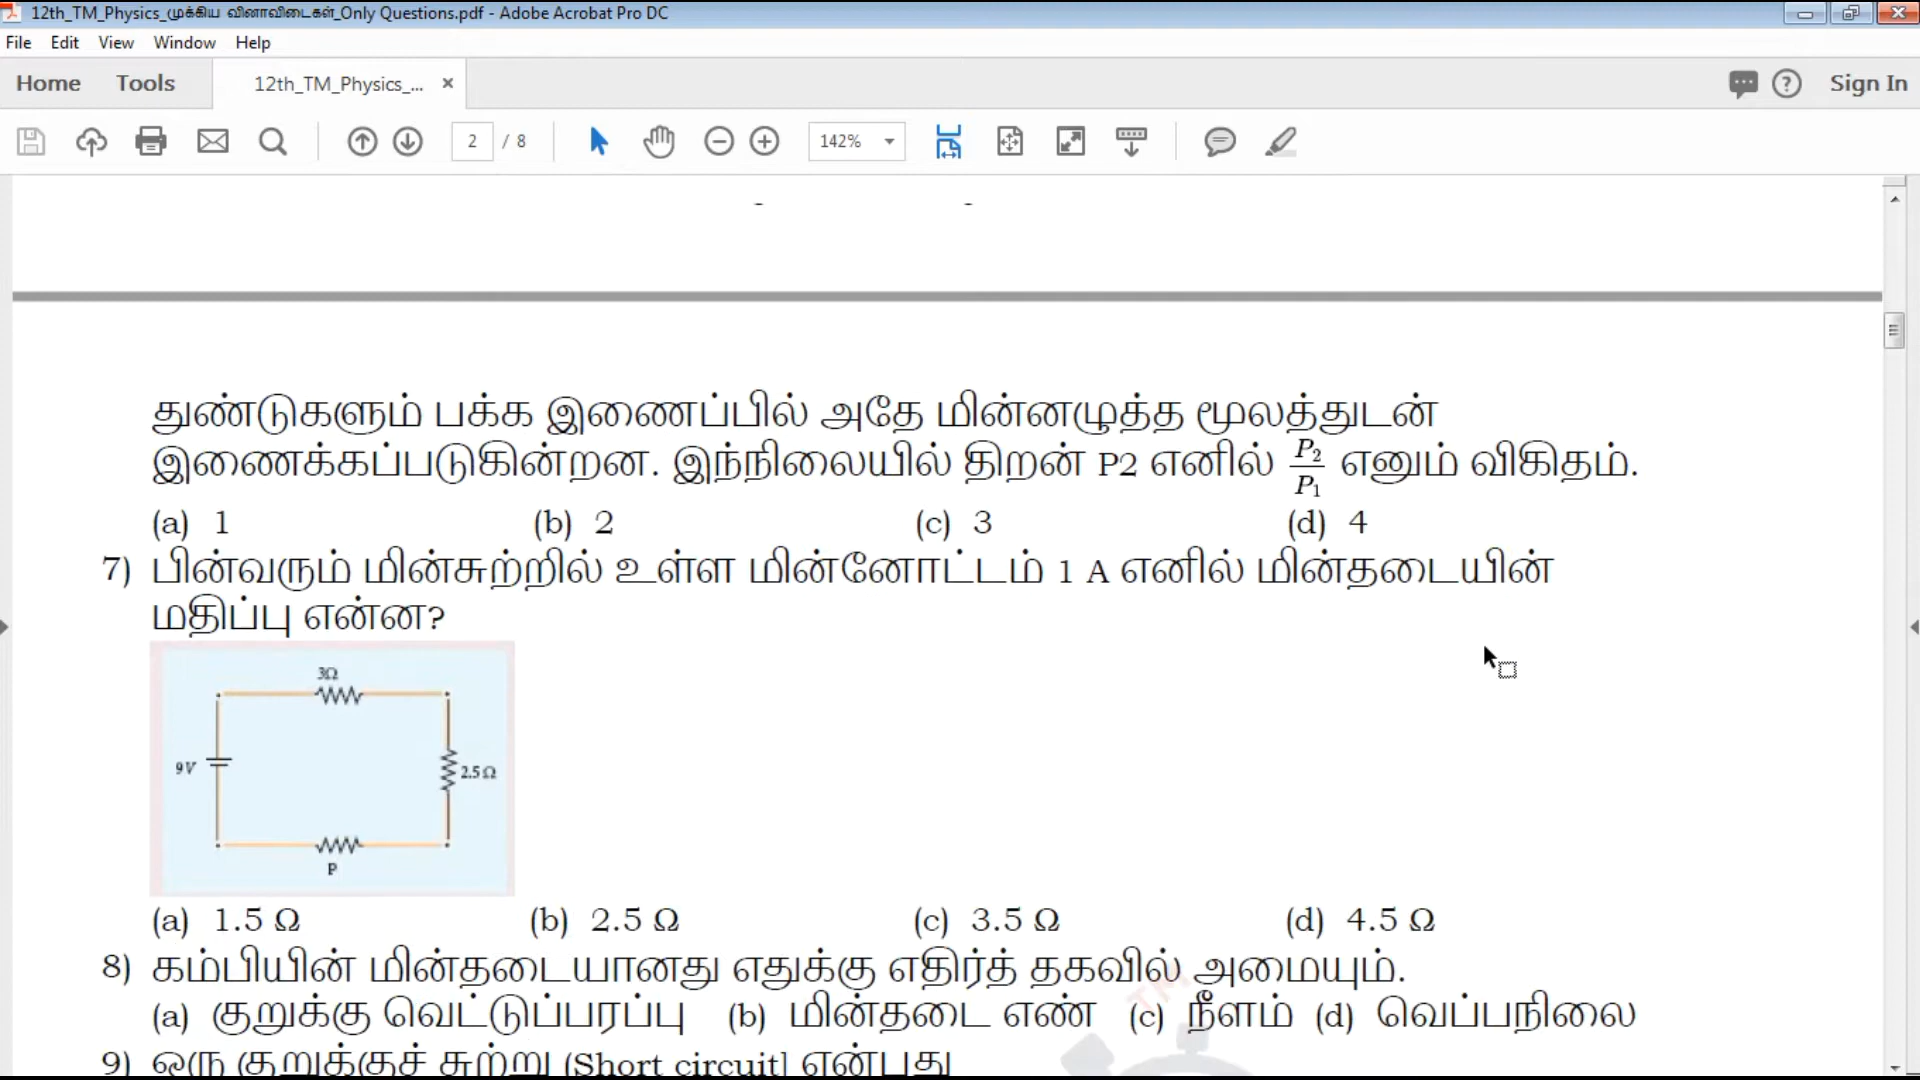 12th_TM_Physics_முக்கிய வினாவிடைகள்_Only Questions.pdf - Adobe Acrobat Pro DC
File Edit View Window Help
Home Tools 12th_TM_Physics_... × Sign In
2 / 8 142%
துண்டுகளும் பக்க இணைப்பில் அதே மின்னழுத்த மூலத்துடன்
இணைக்கப்படுகின்றன. இந்நிலையில் திறன் P2 எனில் P₂/P₁ எனும் விகிதம்.
(a) 1 (b) 2 (c) 3 (d) 4
7) பின்வரும் மின்சுற்றில் உள்ள மின்னோட்டம் 1 A எனில் மின்தடையின்
மதிப்பு என்ன?
3Ω
9V
2.5 Ω
P
(a) 1.5 Ω (b) 2.5 Ω (c) 3.5 Ω (d) 4.5 Ω
8) கம்பியின் மின்தடையானது எதுக்கு எதிர்த் தகவில் அமையும்.
(a) குறுக்கு வெட்டுப்பரப்பு (b) மின்தடை எண் (c) நீளம் (d) வெப்பநிலை
9) ஒரு குறுக்குச் சுற்று (Short circuit] என்பது